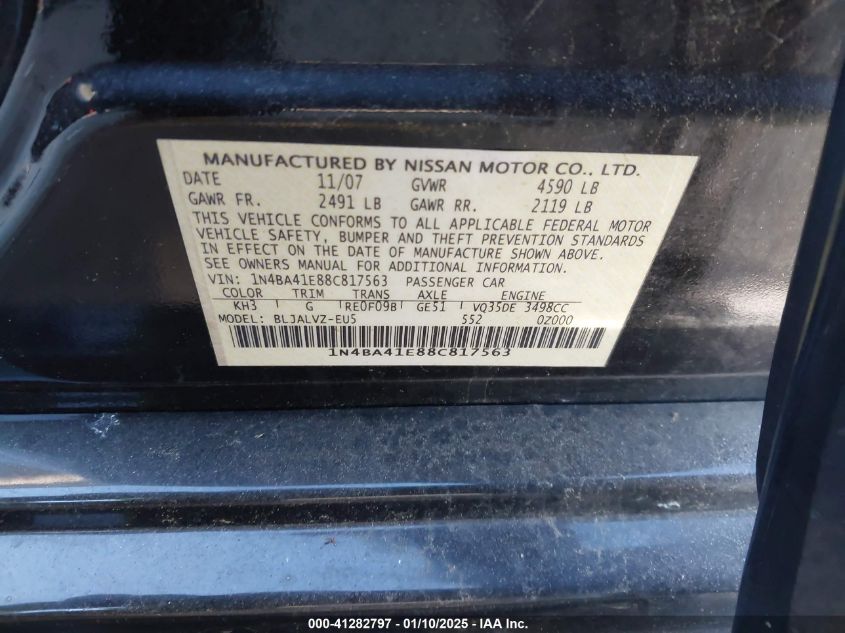 MANUFACTURED BY NISSAN MOTOR CO., LTD.
DATE 11/07 GVWR 4590 LB
GAWR FR. 2491 LB GAWR RR. 2119 LB
THIS VEHICLE CONFORMS TO ALL APPLICABLE FEDERAL MOTOR
VEHICLE SAFETY, BUMPER AND THEFT PREVENTION STANDARDS
IN EFFECT ON THE DATE OF MANUFACTURE SHOWN ABOVE.
SEE OWNERS MANUAL FOR ADDITIONAL INFORMATION.
VIN: 1N4BA41E88C817563 PASSENGER CAR
COLOR TRIM TRANS AXLE ENGINE
KH3 G RE0F09B GE51 VQ35DE 3498CC
MODEL: BLJALVZ-EU5 552 0Z000
1N4BA41E88C817563
000-41282797 - 01/10/2025 - IAA Inc.